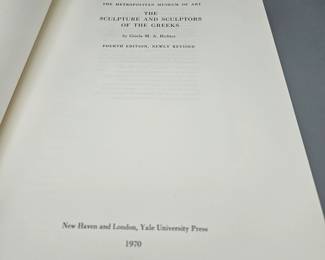 THE METROPOLITAN MUSEUM OF ART
THE
SCULPTURE AND SCULPTORS
OF THE GREEKS
by Gisela M. A. Richter
FOURTH EDITION, NEWLY REVISED
New Haven and London, Yale University Press
1970